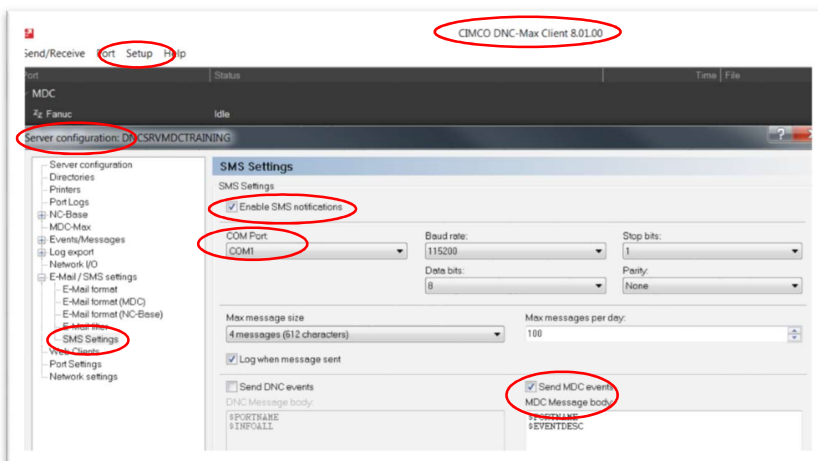 CIMCO DNC-Max Client 8.01.00
Send/Receive Port Setup Help
Port Status Time File
MDC
Zz Fanuc Idle
Server configuration: DNCSRVMDCTRAINING ?
Server configuration
Directories
Printers
Port Logs
NC-Base
MDC-Max
Events/Messages
Log export
Network I/O
E-Mail / SMS settings
E-Mail format
E-Mail format (MDC)
E-Mail format (NC-Base)
E-Mail filter
SMS Settings
Web Clients
Port Settings
Network settings
SMS Settings
SMS Settings
Enable SMS notifications
COM Port: Baud rate: Stop bits:
COM1 115200 1
Data bits: Parity:
8 None
Max message size Max messages per day:
4 messages (612 characters) 100
Log when message sent
Send DNC events Send MDC events
DNC Message body: MDC Message body:
$PORTNAME $PORTNAME
$INFOALL $EVENTDESC